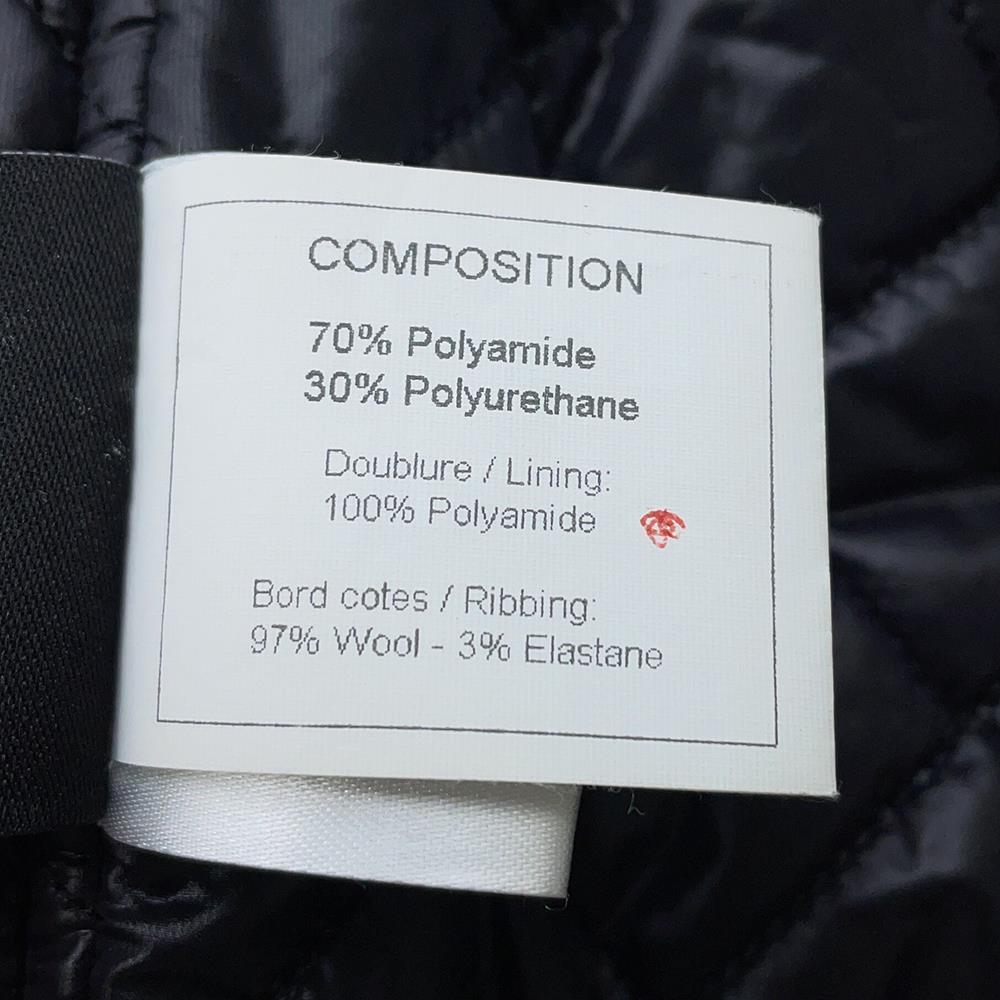 COMPOSITION
70% Polyamide
30% Polyurethane
Doublure / Lining:
100% Polyamide
Bord cotes / Ribbing:
97% Wool - 3% Elastane